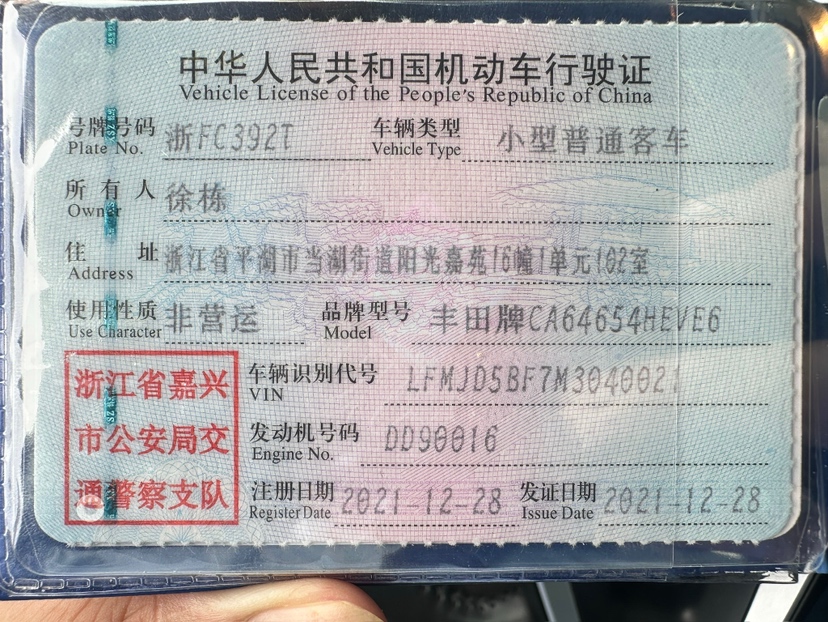 中华人民共和国机动车行驶证
Vehicle License of the People's Republic of China
号牌号码 浙FC392T 车辆类型 小型普通客车
Plate No. Vehicle Type
所有人 徐栋
Owner
住址 浙江省平湖市当湖街道阳光嘉苑16幢1单元102室
Address
使用性质 非营运 品牌型号 丰田牌CA64654HEVE6
Use Character Model
浙江省嘉兴
市公安局交
通警察支队
车辆识别代号 LFMJD5BF7M3040021
VIN
发动机号码 DD90016
Engine No.
注册日期 2021-12-28 发证日期 2021-12-28
Register Date Issue Date